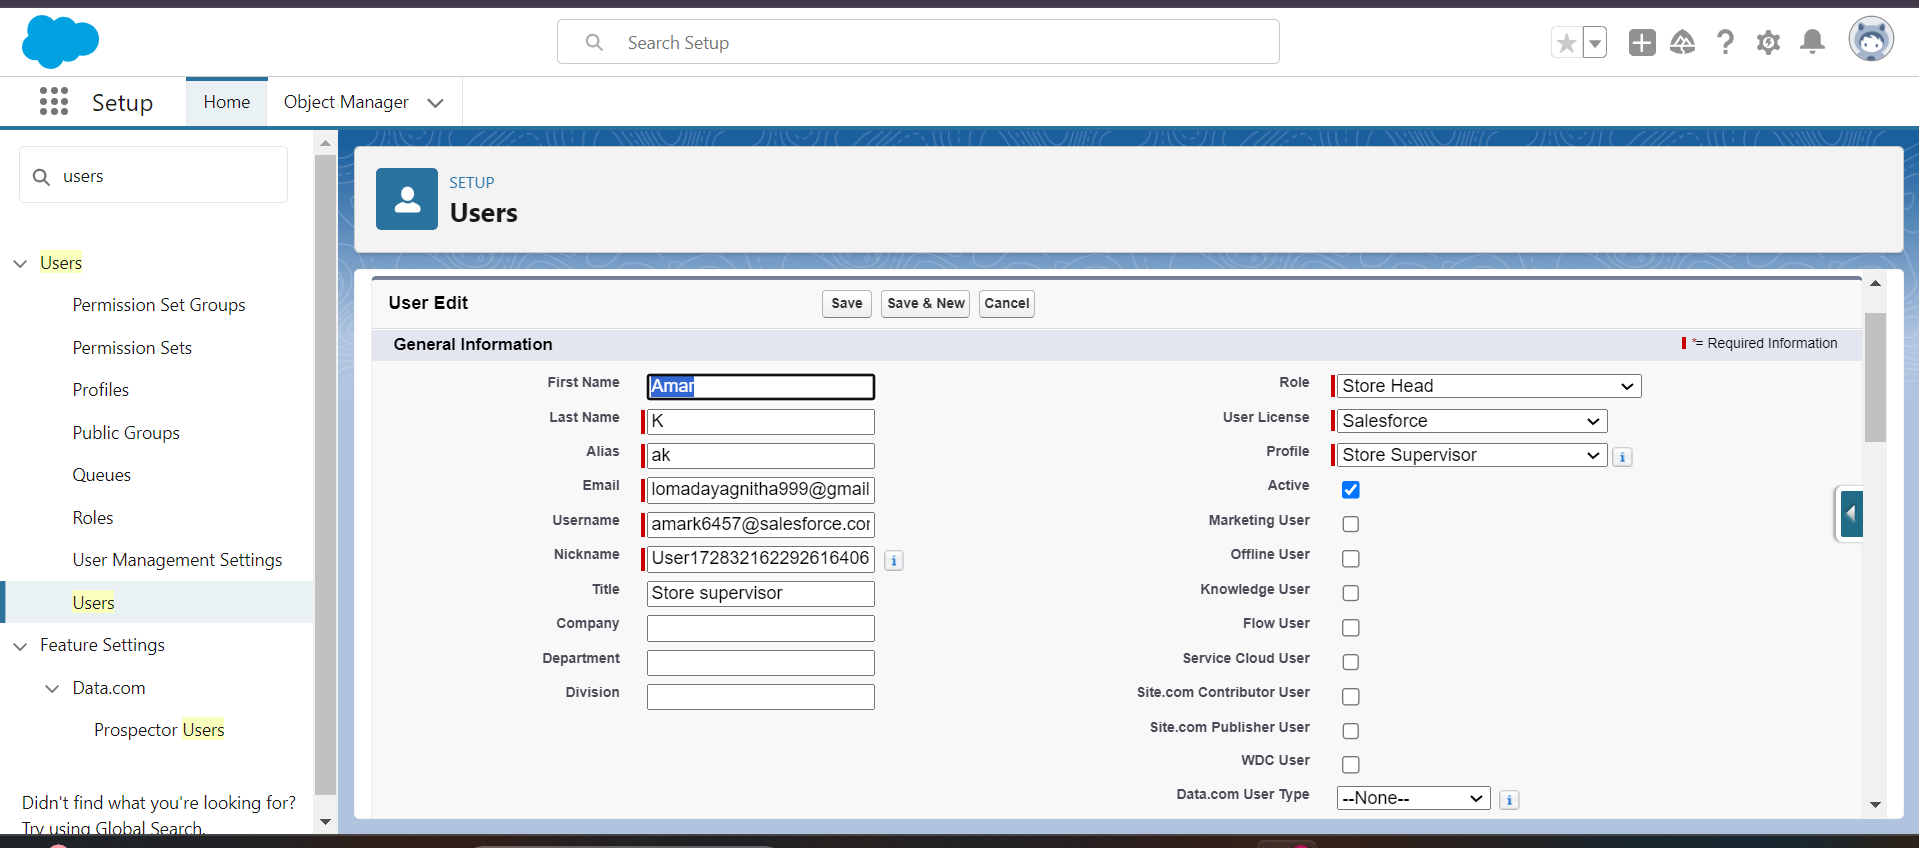 Search Setup
Setup
Home
Object Manager
users
Users
Permission Set Groups
Permission Sets
Profiles
Public Groups
Queues
Roles
User Management Settings
Users
Feature Settings
Data.com
Prospector Users
Didn't find what you're looking for?
Try using Global Search.
SETUP
Users
User Edit
Save
Save & New
Cancel
General Information
*= Required Information
First Name
Amar
Last Name
K
Alias
ak
Email
lomadayagnitha999@gmail
Username
amark6457@salesforce.cor
Nickname
User172832162292616406
Title
Store supervisor
Company
Department
Division
Role
Store Head
User License
Salesforce
Profile
Store Supervisor
Active
Marketing User
Offline User
Knowledge User
Flow User
Service Cloud User
Site.com Contributor User
Site.com Publisher User
WDC User
Data.com User Type
--None--